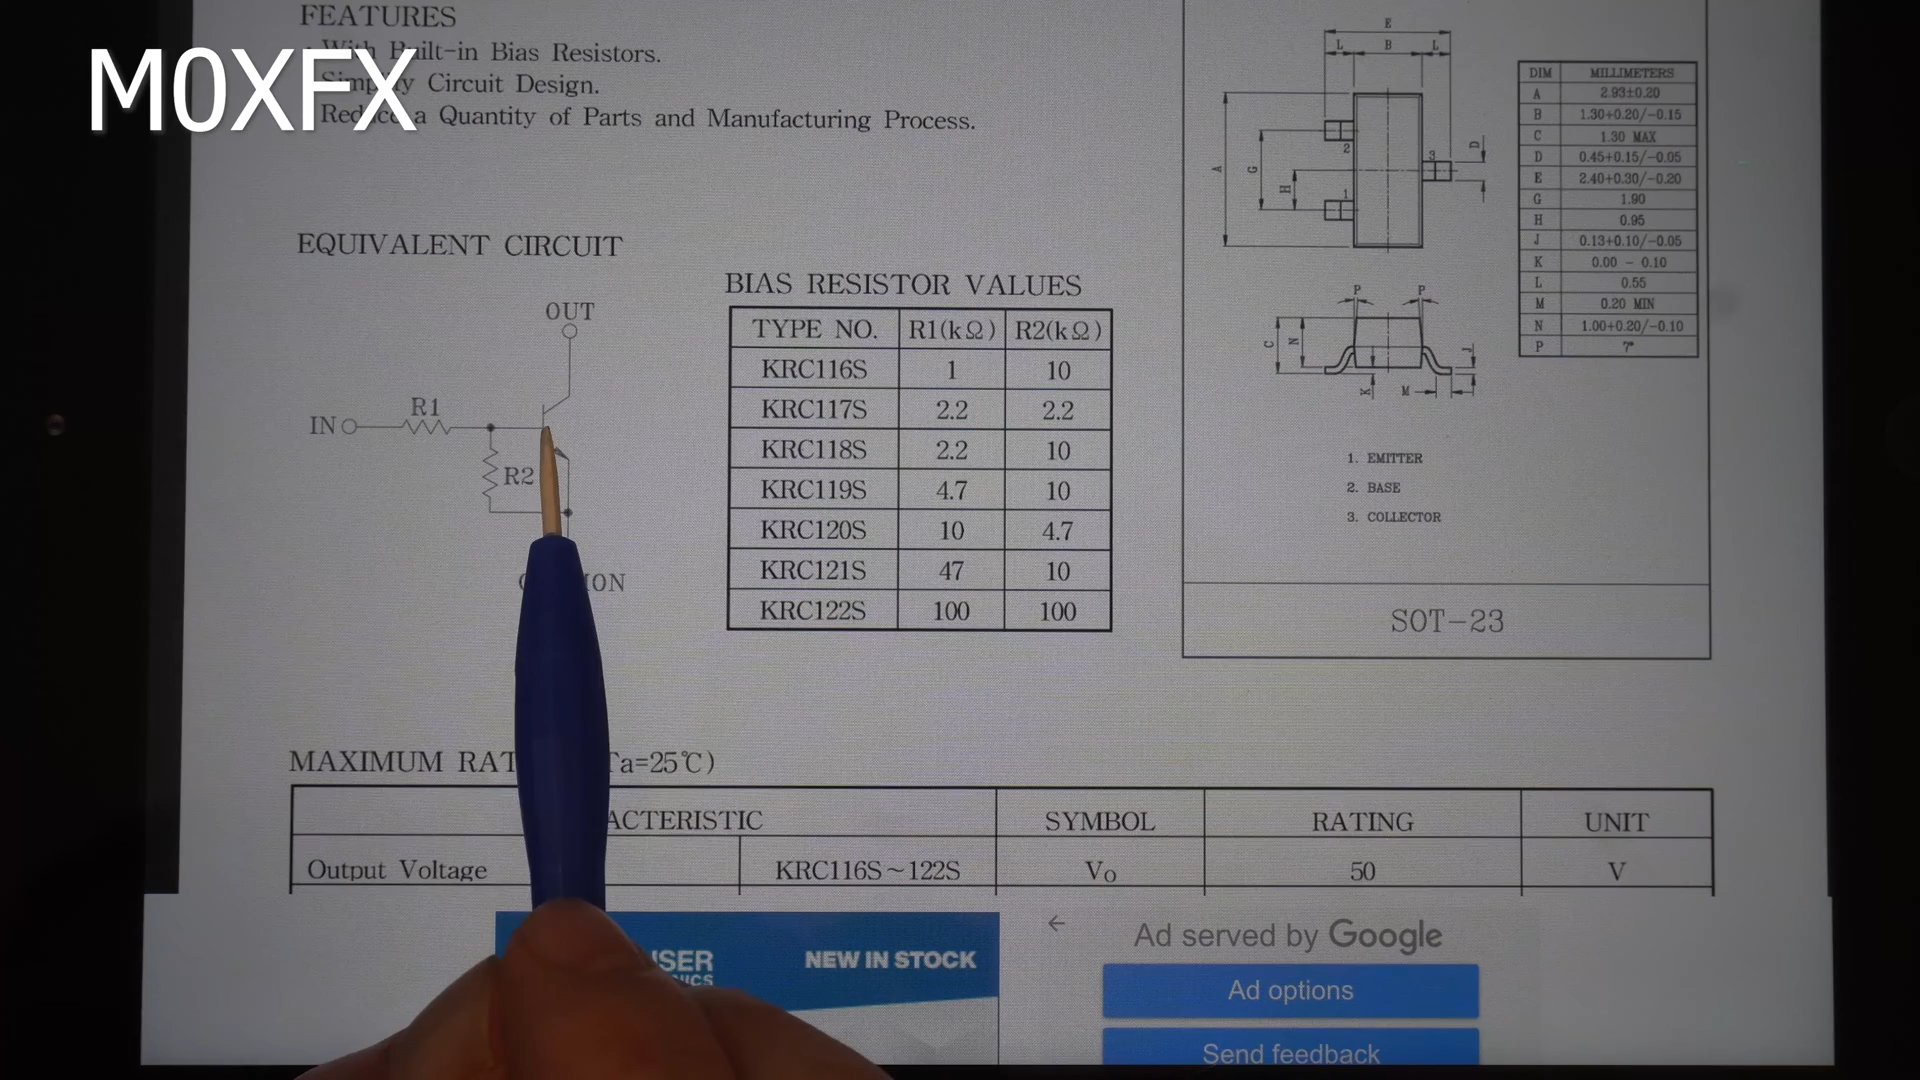 M0XFX
FEATURES
With Built-in Bias Resistors.
Simplify Circuit Design.
Reduce a Quantity of Parts and Manufacturing Process.
EQUIVALENT CIRCUIT
OUT
IN
R1
R2
BIAS RESISTOR VALUES
TYPE NO. R1(kΩ) R2(kΩ)
KRC116S 1 10
KRC117S 2.2 2.2
KRC118S 2.2 10
KRC119S 4.7 10
KRC120S 10 4.7
KRC121S 47 10
KRC122S 100 100
E
L B L
A
G
H
D
2
1
3
P P
C
N
K
M
J
DIM MILLIMETERS
A 2.93±0.20
B 1.30+0.20/-0.15
C 1.30 MAX
D 0.45+0.15/-0.05
E 2.40+0.30/-0.20
G 1.90
H 0.95
J 0.13+0.10/-0.05
K 0.00 - 0.10
L 0.55
M 0.20 MIN
N 1.00+0.20/-0.10
P 7°
1. EMITTER
2. BASE
3. COLLECTOR
SOT-23
MAXIMUM RAT Ta=25℃)
ACTERISTIC SYMBOL RATING UNIT
Output Voltage KRC116S~122S Vo 50 V
NEW IN STOCK
Ad served by Google
Ad options
Send feedback